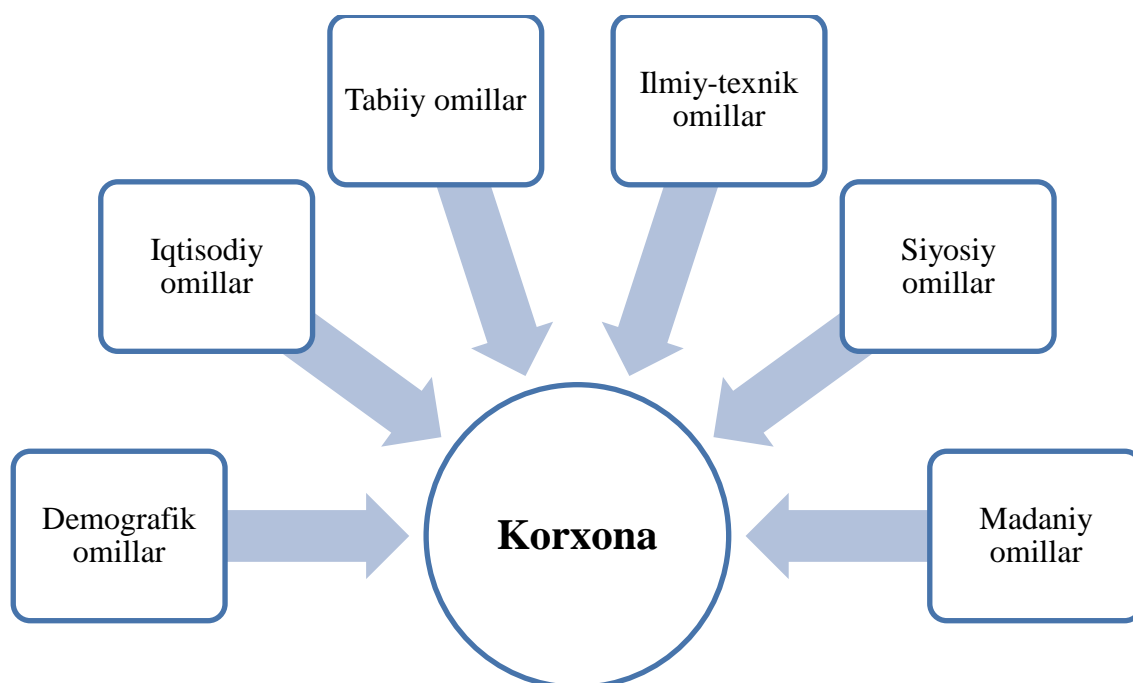 Tabiiy omillar
Ilmiy-texnik
omillar
Iqtisodiy
omillar
Siyosiy
omillar
Demografik
omillar
Korxona
Madaniy
omillar